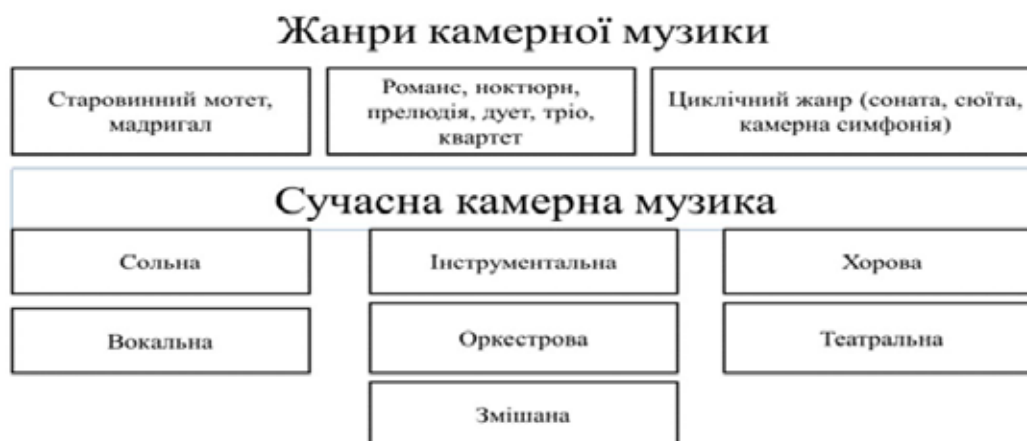 Жанри камерної музики
Старовинний мотет,
мадригал
Романс, ноктюрн,
прелюдія, дует, тріо,
квартет
Циклічний жанр (соната, сюїта,
камерна симфонія)
Сучасна камерна музика
Сольна
Інструментальна
Хорова
Вокальна
Оркестрова
Театральна
Змішана